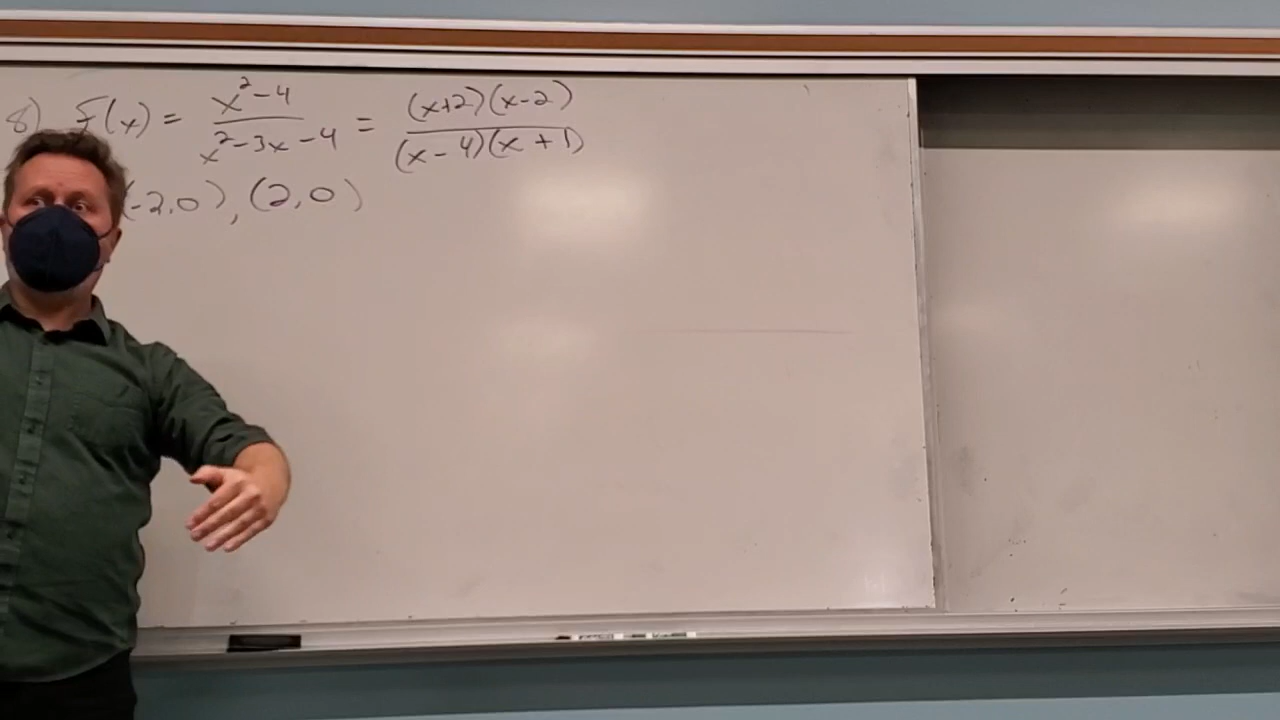 8) f(x) = x²-4 / x²-3x-4 = (x+2)(x-2) / (x-4)(x+1)
(-2,0), (2,0)